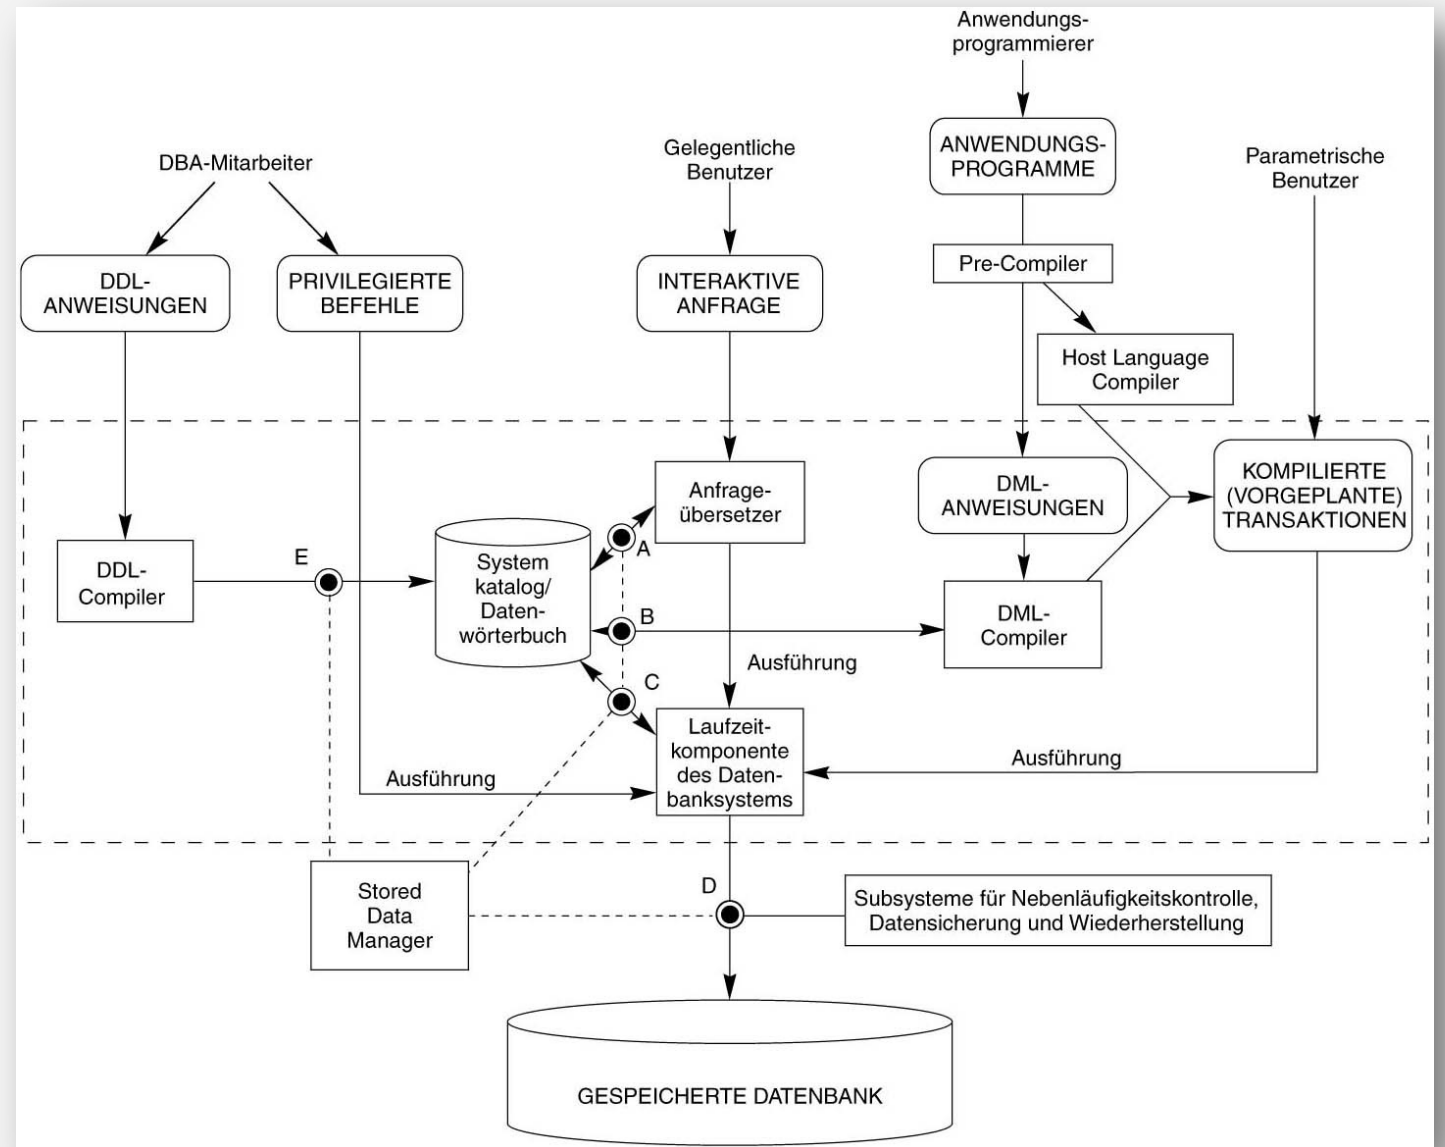 Anwendungs-
programmierer
DBA-Mitarbeiter
Gelegentliche
Benutzer
ANWENDUNGS-
PROGRAMME
Parametrische
Benutzer
DDL-
ANWEISUNGEN
PRIVILEGIERTE
BEFEHLE
INTERAKTIVE
ANFRAGE
Pre-Compiler
Host Language
Compiler
Anfrage-
übersetzer
DML-
ANWEISUNGEN
KOMPILIERTE
(VORGEPLANTE)
TRANSAKTIONEN
DDL-
Compiler
E
System
katalog/
Daten-
wörterbuch
A
B
C
DML-
Compiler
Ausführung
Laufzeit-
komponente
des Daten-
banksystems
Ausführung
Ausführung
Stored
Data
Manager
D
Subsysteme für Nebenläufigkeitskontrolle,
Datensicherung und Wiederherstellung
GESPEICHERTE DATENBANK